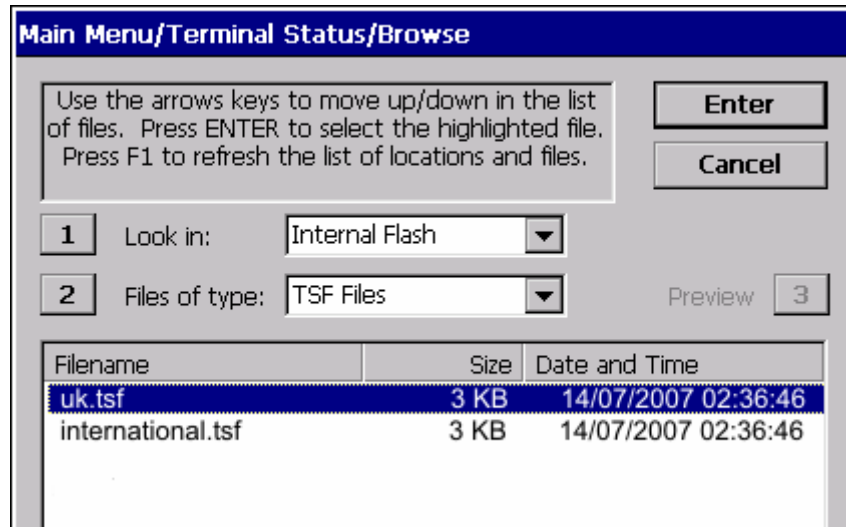 Main Menu/Terminal Status/Browse
Use the arrows keys to move up/down in the list
of files. Press ENTER to select the highlighted file.
Press F1 to refresh the list of locations and files.
Enter
Cancel
1 Look in: Internal Flash
2 Files of type: TSF Files Preview 3
Filename Size Date and Time
uk.tsf 3 KB 14/07/2007 02:36:46
international.tsf 3 KB 14/07/2007 02:36:46